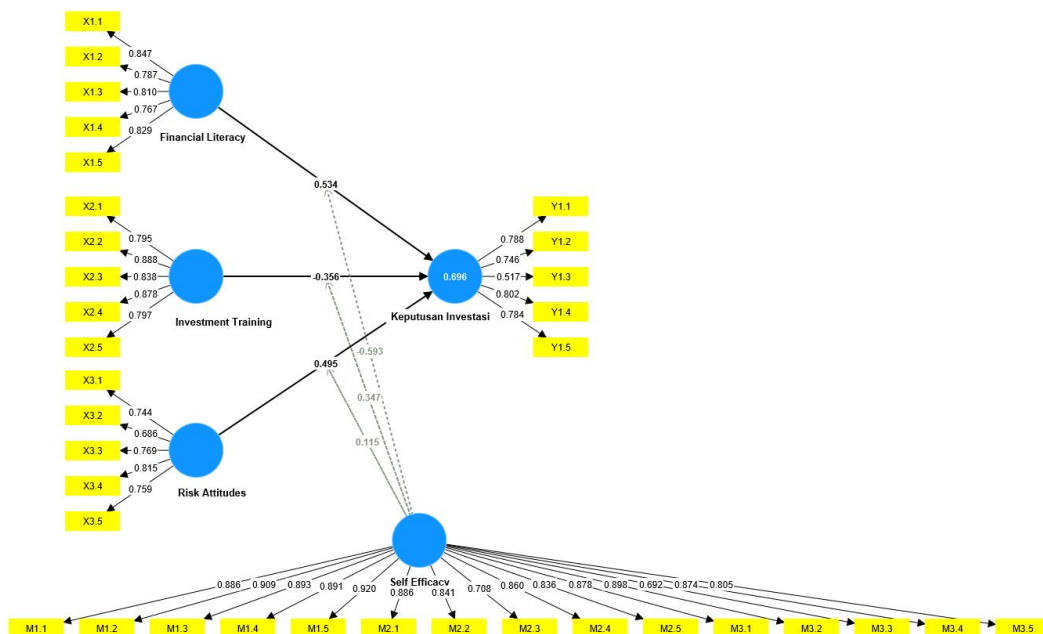 X1.1
0.847
X1.2
0.787
X1.3
0.810
X1.4
0.767
X1.5
0.829
Financial Literacy
X2.1
0.795
X2.2
0.888
X2.3
0.838
X2.4
0.878
X2.5
0.797
Investment Training
X3.1
0.744
X3.2
0.686
X3.3
0.769
X3.4
0.815
X3.5
0.759
Risk Attitudes
0.534
-0.356
0.495
-0.593
0.347
0.115
0.696
Keputusan Investasi
Y1.1
0.788
Y1.2
0.746
Y1.3
0.517
Y1.4
0.802
Y1.5
0.784
Self Efficacy
0.886 0.909 0.893 0.891 0.920 0.886 0.841 0.708 0.860 0.836 0.878 0.898 0.692 0.874 0.805
M1.1 M1.2 M1.3 M1.4 M1.5 M2.1 M2.2 M2.3 M2.4 M2.5 M3.1 M3.2 M3.3 M3.4 M3.5